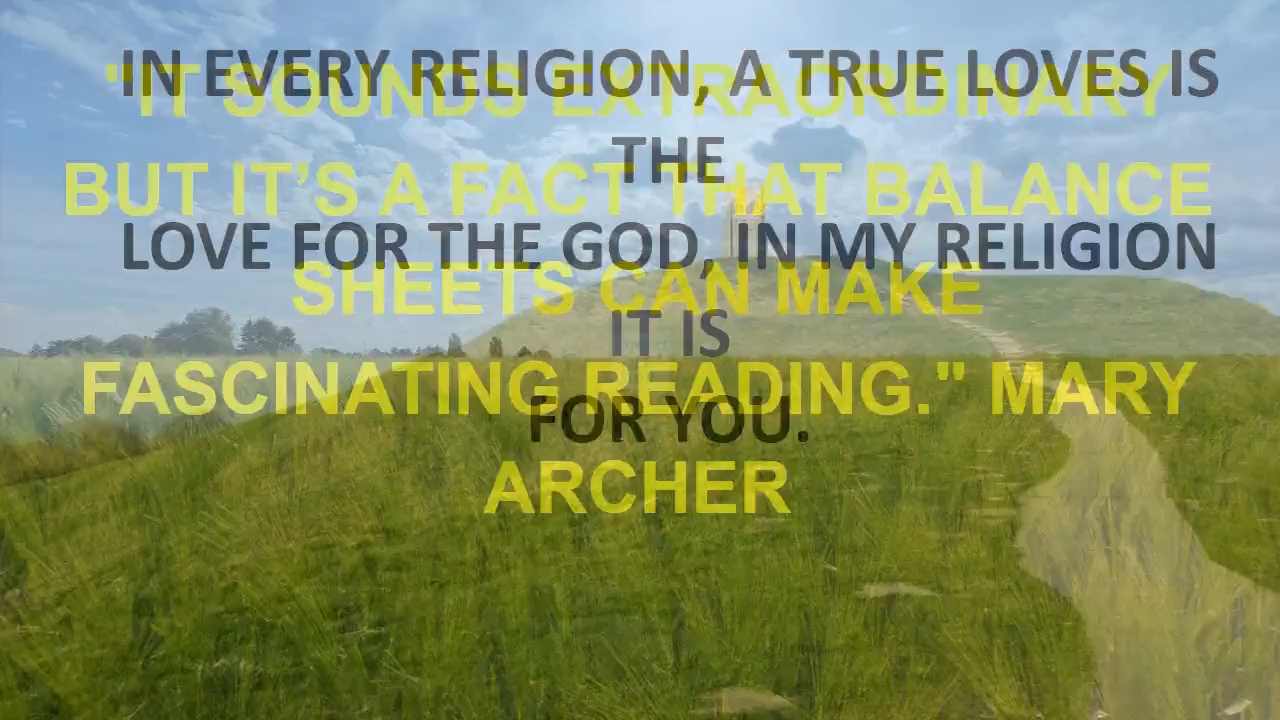 IN EVERY RELIGION, A TRUE LOVES IS
THE
LOVE FOR THE GOD, IN MY RELIGION
IT IS
FOR YOU.
"IT SOUNDS EXTRAORDINARY
BUT IT’S A FACT THAT BALANCE
SHEETS CAN MAKE
FASCINATING READING." MARY
ARCHER